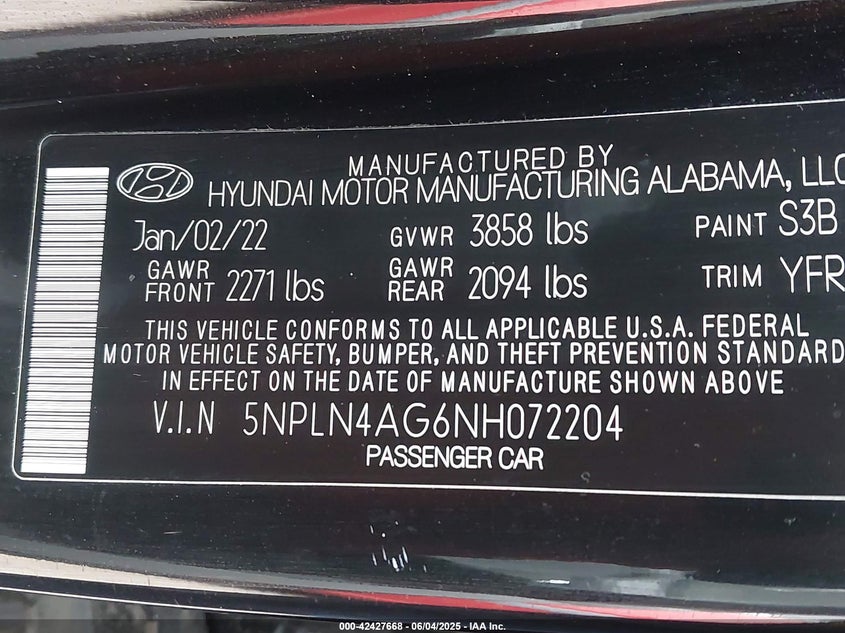 MANUFACTURED BY
HYUNDAI MOTOR MANUFACTURING ALABAMA, LLC
Jan/02/22 GVWR 3858 lbs PAINT S3B
GAWR FRONT 2271 lbs GAWR REAR 2094 lbs TRIM YFR
THIS VEHICLE CONFORMS TO ALL APPLICABLE U.S.A. FEDERAL
MOTOR VEHICLE SAFETY, BUMPER, AND THEFT PREVENTION STANDARD
IN EFFECT ON THE DATE OF MANUFACTURE SHOWN ABOVE
V.I.N 5NPLN4AG6NH072204
PASSENGER CAR
000-42427668 - 06/04/2025 - IAA Inc.